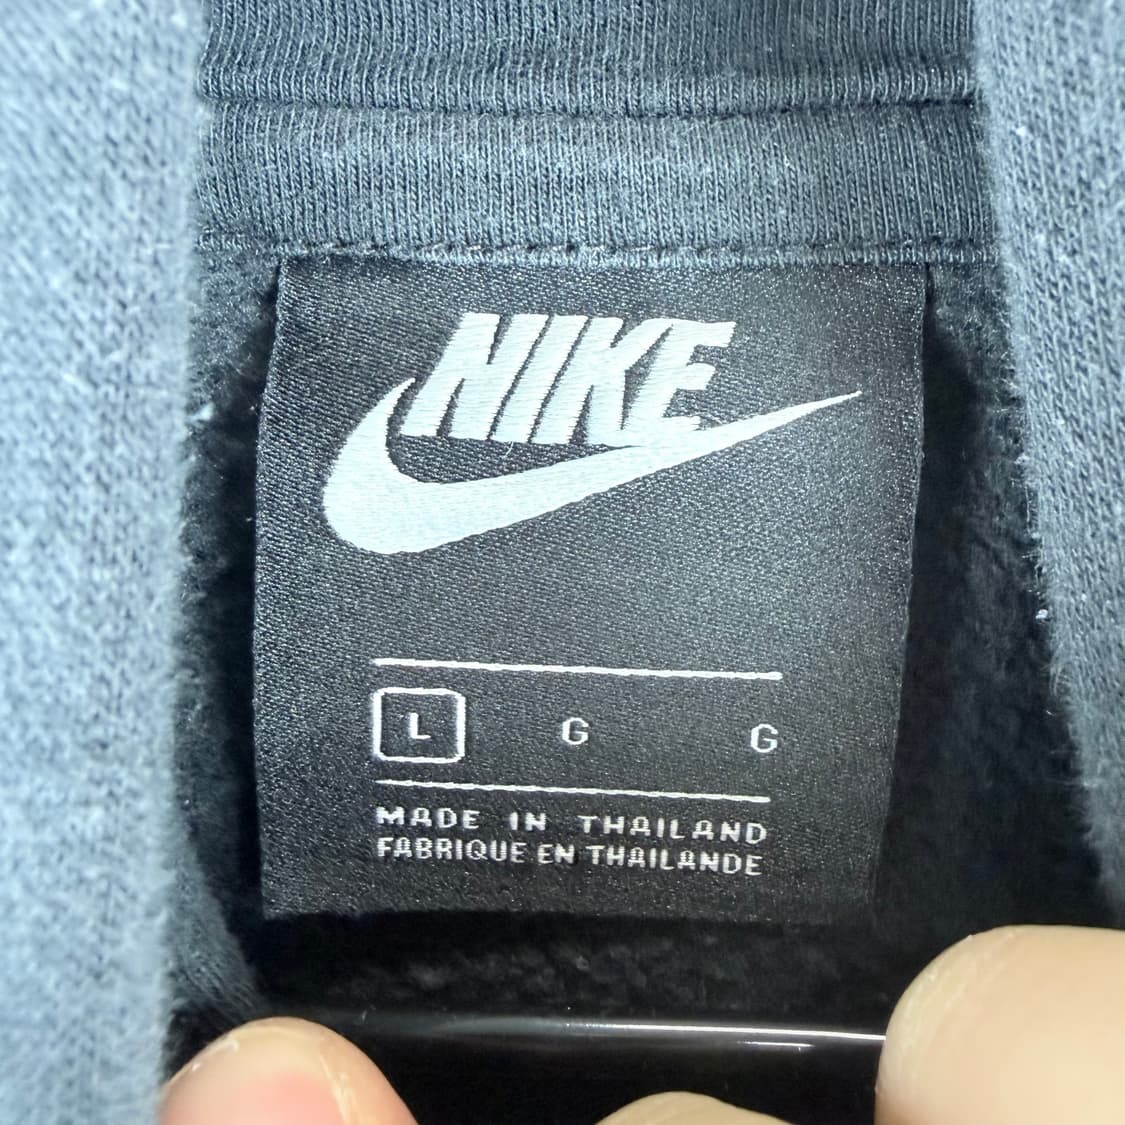 NIKE
L G G
MADE IN THAILAND
FABRIQUE EN THAILANDE